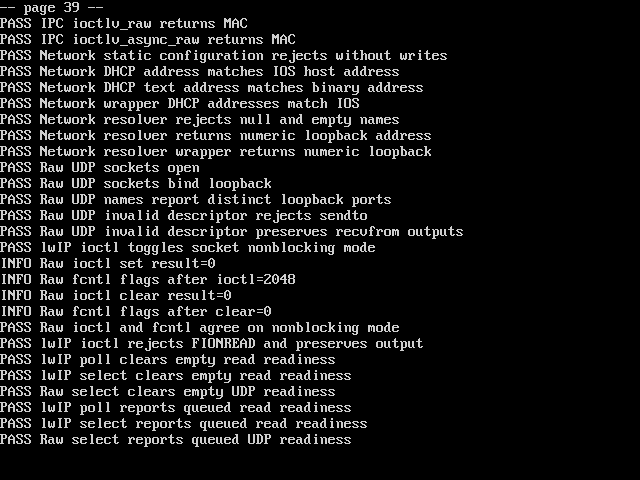 -- page 39 --
PASS IPC ioctlv_raw returns MAC
PASS IPC ioctlv_async_raw returns MAC
PASS Network static configuration rejects without writes
PASS Network DHCP address matches IOS host address
PASS Network DHCP text address matches binary address
PASS Network wrapper DHCP addresses match IOS
PASS Network resolver rejects null and empty names
PASS Network resolver returns numeric loopback address
PASS Network resolver wrapper returns numeric loopback
PASS Raw UDP sockets open
PASS Raw UDP sockets bind loopback
PASS Raw UDP names report distinct loopback ports
PASS Raw UDP invalid descriptor rejects sendto
PASS Raw UDP invalid descriptor preserves recvfrom outputs
PASS lwIP ioctl toggles socket nonblocking mode
INFO Raw ioctl set result=0
INFO Raw fcntl flags after ioctl=2048
INFO Raw ioctl clear result=0
INFO Raw fcntl flags after clear=0
PASS Raw ioctl and fcntl agree on nonblocking mode
PASS lwIP ioctl rejects FIONREAD and preserves output
PASS lwIP poll clears empty read readiness
PASS lwIP select clears empty read readiness
PASS Raw select clears empty UDP readiness
PASS lwIP poll reports queued read readiness
PASS lwIP select reports queued read readiness
PASS Raw select reports queued UDP readiness